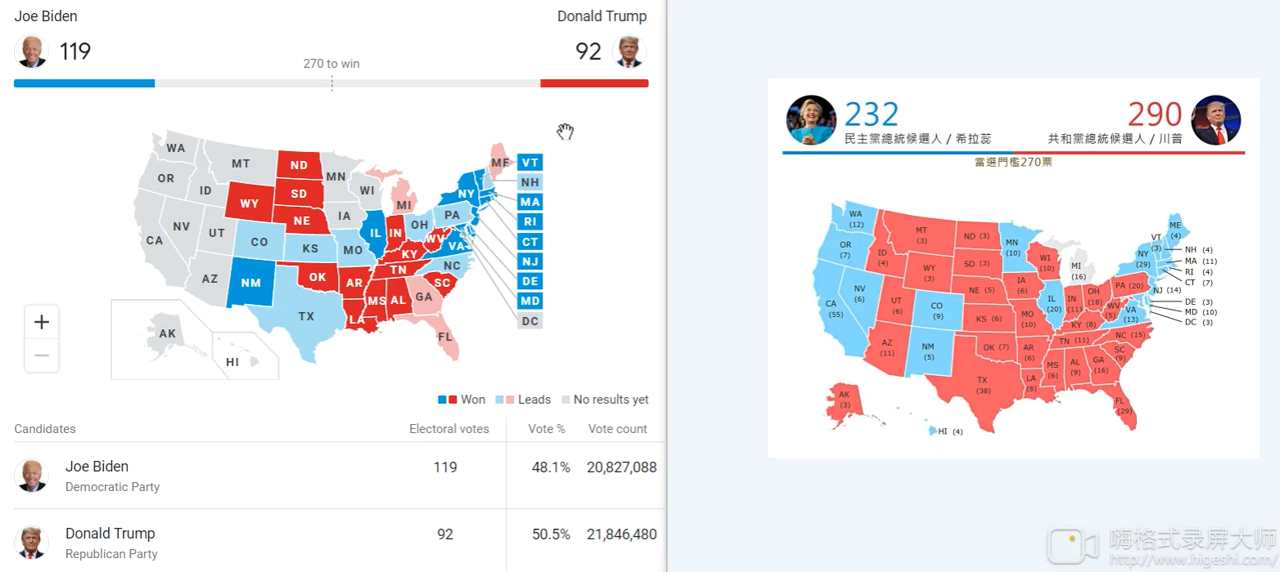 Joe Biden
Donald Trump
119
92
270 to win
WA
MT
ND
MN
ME
VT
OR
ID
WY
SD
WI
MI
NY
NH
MA
NV
UT
NE
IA
IL
IN
OH
PA
RI
CA
CO
KS
MO
KY
WV
VA
CT
AZ
NM
OK
AR
TN
NC
NJ
DE
TX
MS
AL
GA
SC
MD
LA
FL
DC
AK
HI
+
−
Won
Leads
No results yet
Candidates
Electoral votes
Vote %
Vote count
Joe Biden
119
48.1%
20,827,088
Democratic Party
Donald Trump
92
50.5%
21,846,480
Republican Party
232
290
民主黨總統候選人 / 希拉蕊
共和黨總統候選人 / 川普
當選門檻270票
WA
(12)
MT
(3)
ND (3)
MN
(10)
ME
(4)
VT
(3)
OR
(7)
ID
(4)
WY
(3)
SD (3)
WI
(10)
MI
(16)
NY
(29)
NH (4)
MA (11)
RI (4)
CT (7)
NV
(6)
UT
(6)
NE (5)
IA
(6)
IL
(20)
IN
(11)
OH
(18)
PA (20)
NJ (14)
CA
(55)
CO
(9)
KS (6)
MO
(10)
KY (8)
WV
(5)
VA
(13)
DE (3)
MD (10)
DC (3)
AZ
(11)
NM
(5)
OK (7)
AR
(6)
TN (11)
NC (15)
SC
(9)
TX
(38)
LA
(8)
MS
(6)
AL
(9)
GA
(16)
FL
(29)
AK
(3)
HI (4)
嗨格式录屏大师
http://www.higeshi.com/